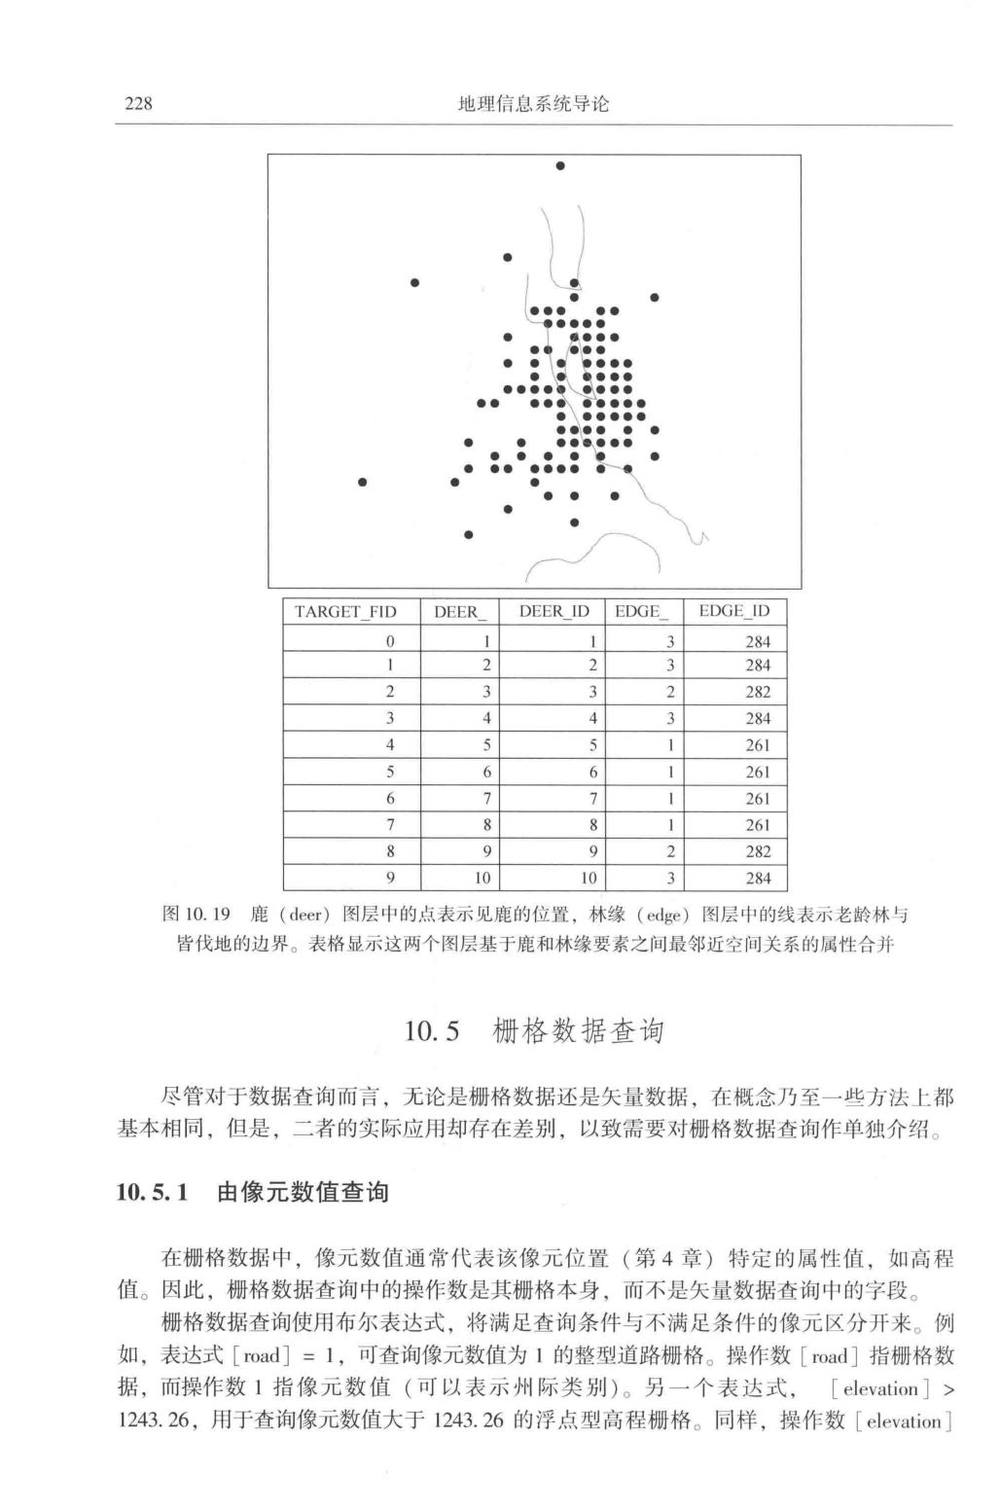 228
地理信息系统导论
TARGET_FID DEER_ DEER_ID EDGE_ EDGE_ID
0 1 1 3 284
1 2 2 3 284
2 3 3 2 282
3 4 4 3 284
4 5 5 1 261
5 6 6 1 261
6 7 7 1 261
7 8 8 1 261
8 9 9 2 282
9 10 10 3 284
图 10.19 鹿（deer）图层中的点表示见鹿的位置，林缘（edge）图层中的线表示老龄林与
皆伐地的边界。表格显示这两个图层基于鹿和林缘要素之间最邻近空间关系的属性合并
10.5 栅格数据查询
尽管对于数据查询而言，无论是栅格数据还是矢量数据，在概念乃至一些方法上都
基本相同，但是，二者的实际应用却存在差别，以致需要对栅格数据查询作单独介绍。
10.5.1 由像元数值查询
在栅格数据中，像元数值通常代表该像元位置（第 4 章）特定的属性值，如高程
值。因此，栅格数据查询中的操作数是其栅格本身，而不是矢量数据查询中的字段。
栅格数据查询使用布尔表达式，将满足查询条件与不满足条件的像元区分开来。例
如，表达式［road］= 1，可查询像元数值为 1 的整型道路栅格。操作数［road］指栅格数
据，而操作数 1 指像元数值（可以表示州际类别）。另一个表达式，［elevation］>
1243.26，用于查询像元数值大于 1243.26 的浮点型高程栅格。同样，操作数［elevation］